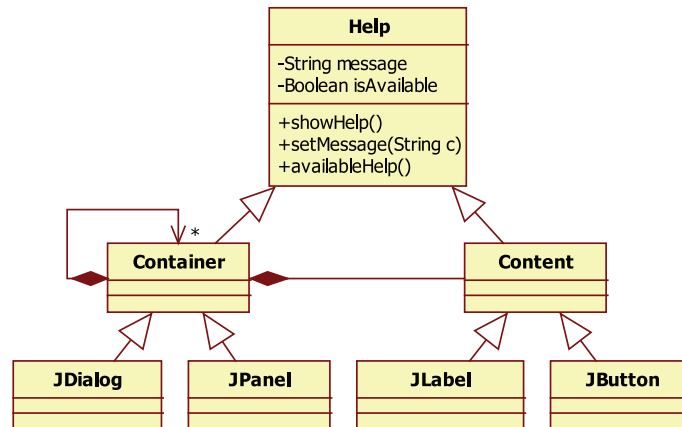 Help
-String message
-Boolean isAvailable
+showHelp()
+setMessage(String c)
+availableHelp()
*
Container
Content
JDialog
JPanel
JLabel
JButton